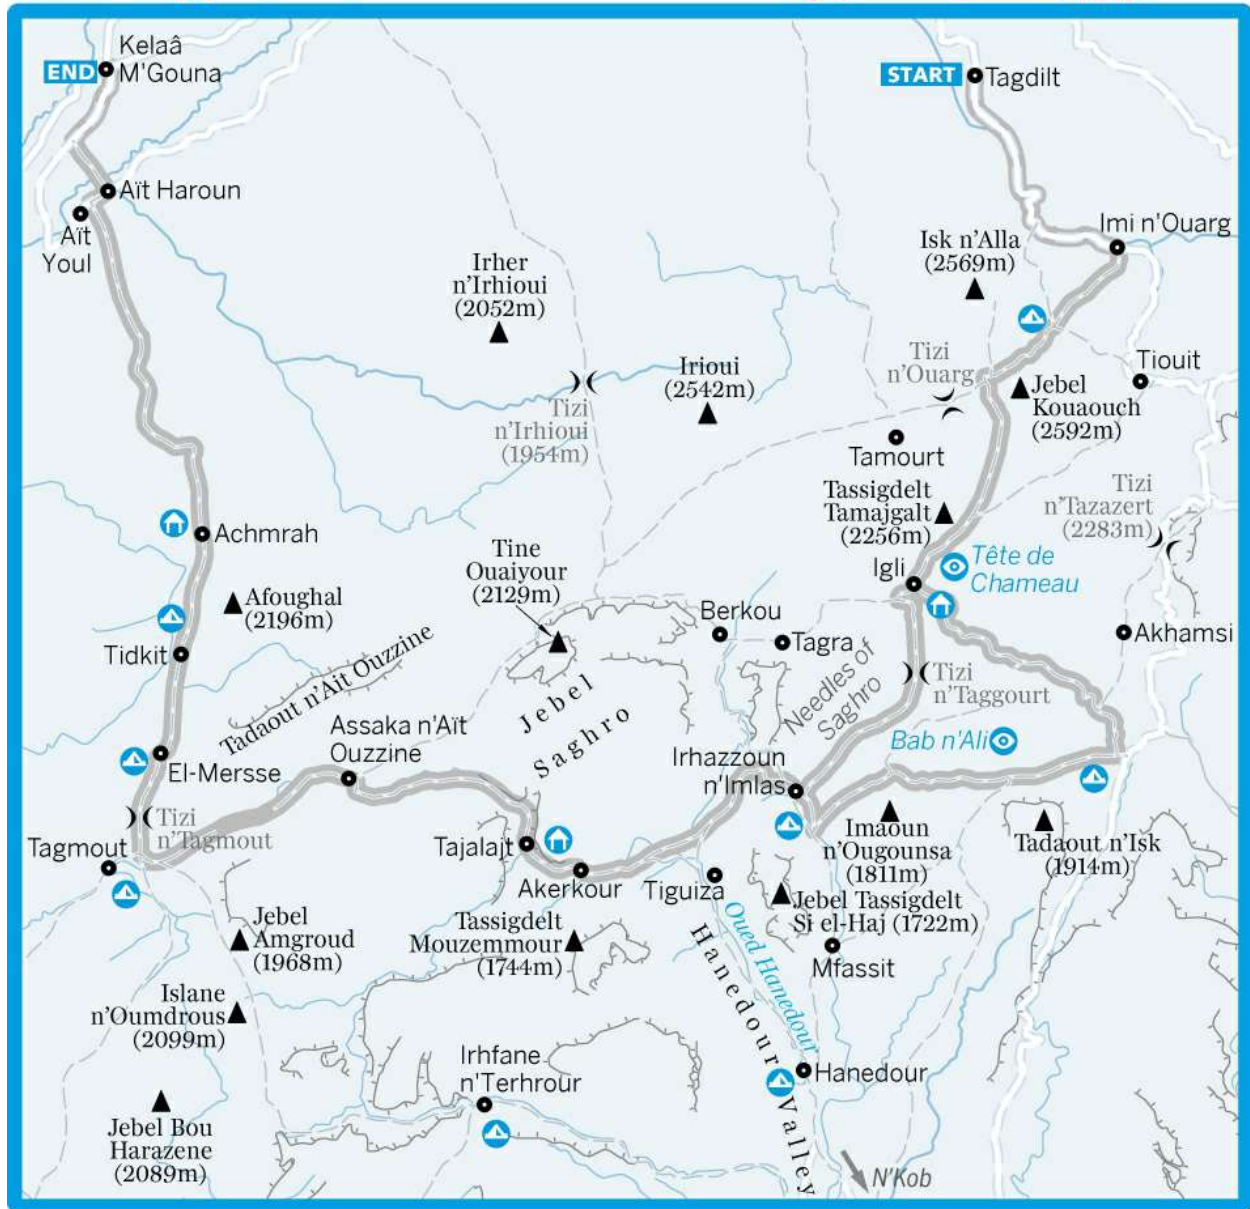 Kelaâ
M'Gouna
END
START
Tagdilt
Aït Haroun
Aït
Youl
Imi n'Ouarg
Isk n'Alla
(2569m)
Irher
n'Irhioui
(2052m)
Tizi
n'Ouarg
Tiouit
Irioui
(2542m)
Jebel
Kouaouch
(2592m)
Tizi
n'Irhioui
(1954m)
Tamourt
Tassigdelt
Tamajgalt
(2256m)
Tizi
n'Tazazert
(2283m)
Achmrah
Tine
Ouaiyour
(2129m)
Igli
Tête de
Chameau
Afoughal
(2196m)
Berkou
Tagra
Akhamsi
Tidkit
Tadaout n'Ait Ouzzine
Jebel
Saghro
Needles of
Saghro
Tizi
n'Taggourt
Assaka n'Aït
Ouzzine
Bab n'Ali
El-Mersse
Irhazzoun
n'Imlas
Tizi
n'Tagmout
Tagmout
Tajalajt
Akerkour
Tiguiza
Imaoun
n'Ougounsa
(1811m)
Tadaout n'Isk
(1914m)
Jebel
Amgroud
(1968m)
Tassigdelt
Mouzemmour
(1744m)
Jebel Tassigdelt
Si el-Haj (1722m)
Oued Hanedour
Hanedour Valley
Mfassit
Islane
n'Oumdrous
(2099m)
Irhfane
n'Terhrour
Hanedour
Jebel Bou
Harazene
(2089m)
N'Kob